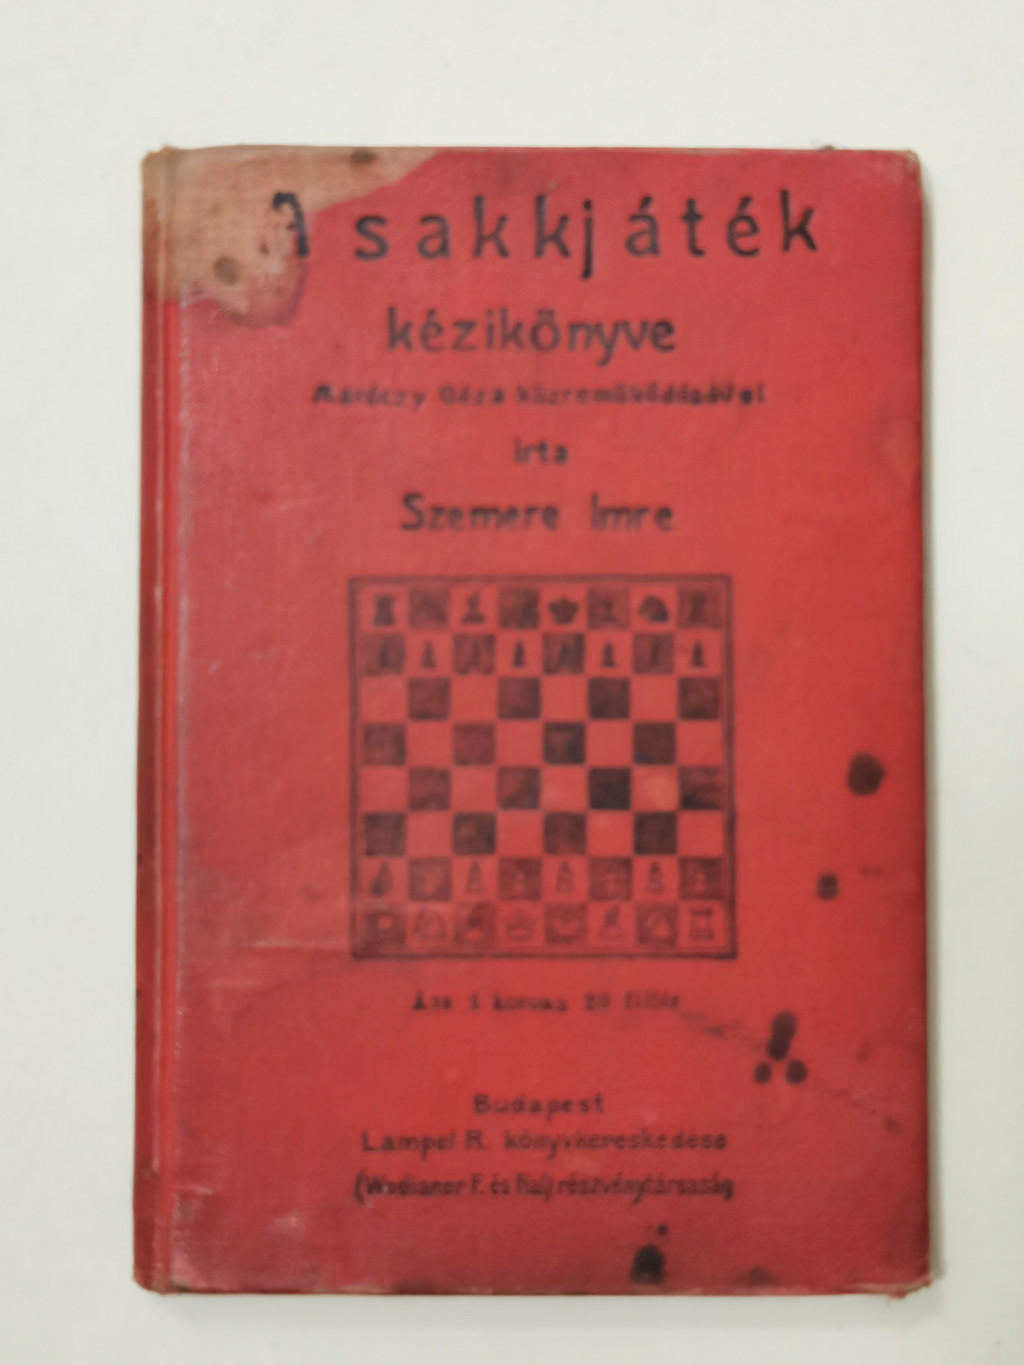 A sakkjáték
kézikönyve
Maróczy Géza közreműködésével
irta
Szemere Imre
Ára 1 korona 20 fillér
Budapest
Lampel R. könyvkereskedése
(Wodianer F. és Fiai) részvénytársaság